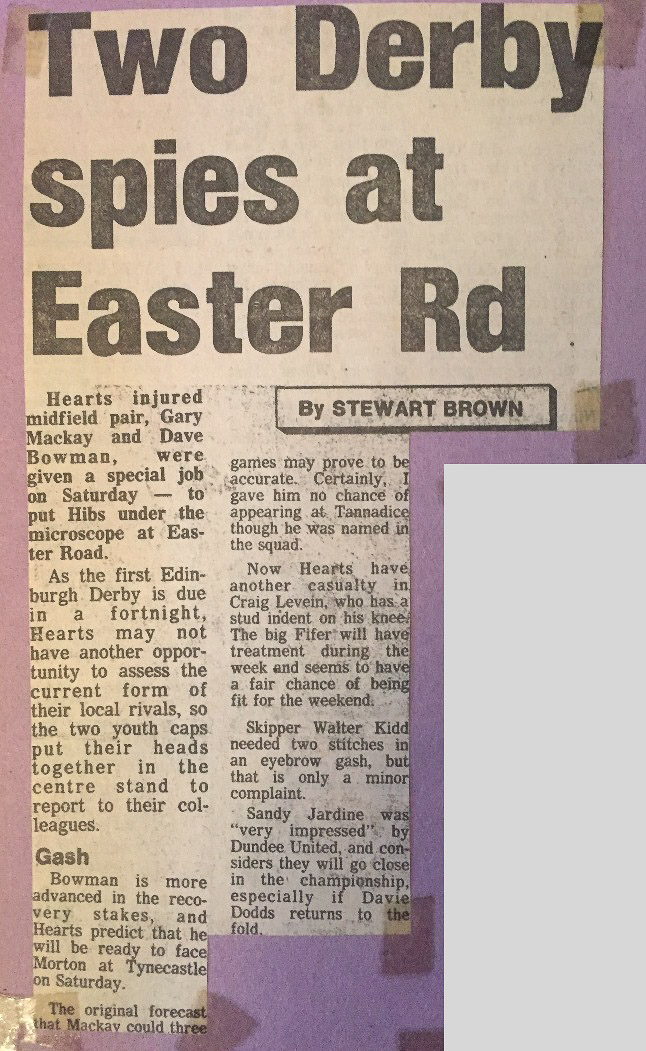 Two Derby
spies at
Easter Rd
By STEWART BROWN
Hearts injured
midfield pair, Gary
Mackay and Dave
Bowman, were
given a special job
on Saturday — to
put Hibs under the
microscope at Eas-
ter Road.
As the first Edin-
burgh Derby is due
in a fortnight,
Hearts may not
have another oppor-
tunity to assess the
current form of
their local rivals, so
the two youth caps
put their heads
together in the
centre stand to
report to their col-
leagues.
Gash
Bowman is more
advanced in the reco-
very stakes, and
Hearts predict that he
will be ready to face
Morton at Tynecastle
on Saturday.
The original forecast
that Mackay could three
games may prove to be
accurate. Certainly, I
gave him no chance of
appearing at Tannadice
though he was named in
the squad.
Now Hearts have
another casualty in
Craig Levein, who has a
stud indent on his knee.
The big Fifer will have
treatment during the
week and seems to have
a fair chance of being
fit for the weekend.
Skipper Walter Kidd
needed two stitches in
an eyebrow gash, but
that is only a minor
complaint.
Sandy Jardine was
"very impressed" by
Dundee United, and con-
siders they will go close
in the championship,
especially if Davie
Dodds returns to the
fold.